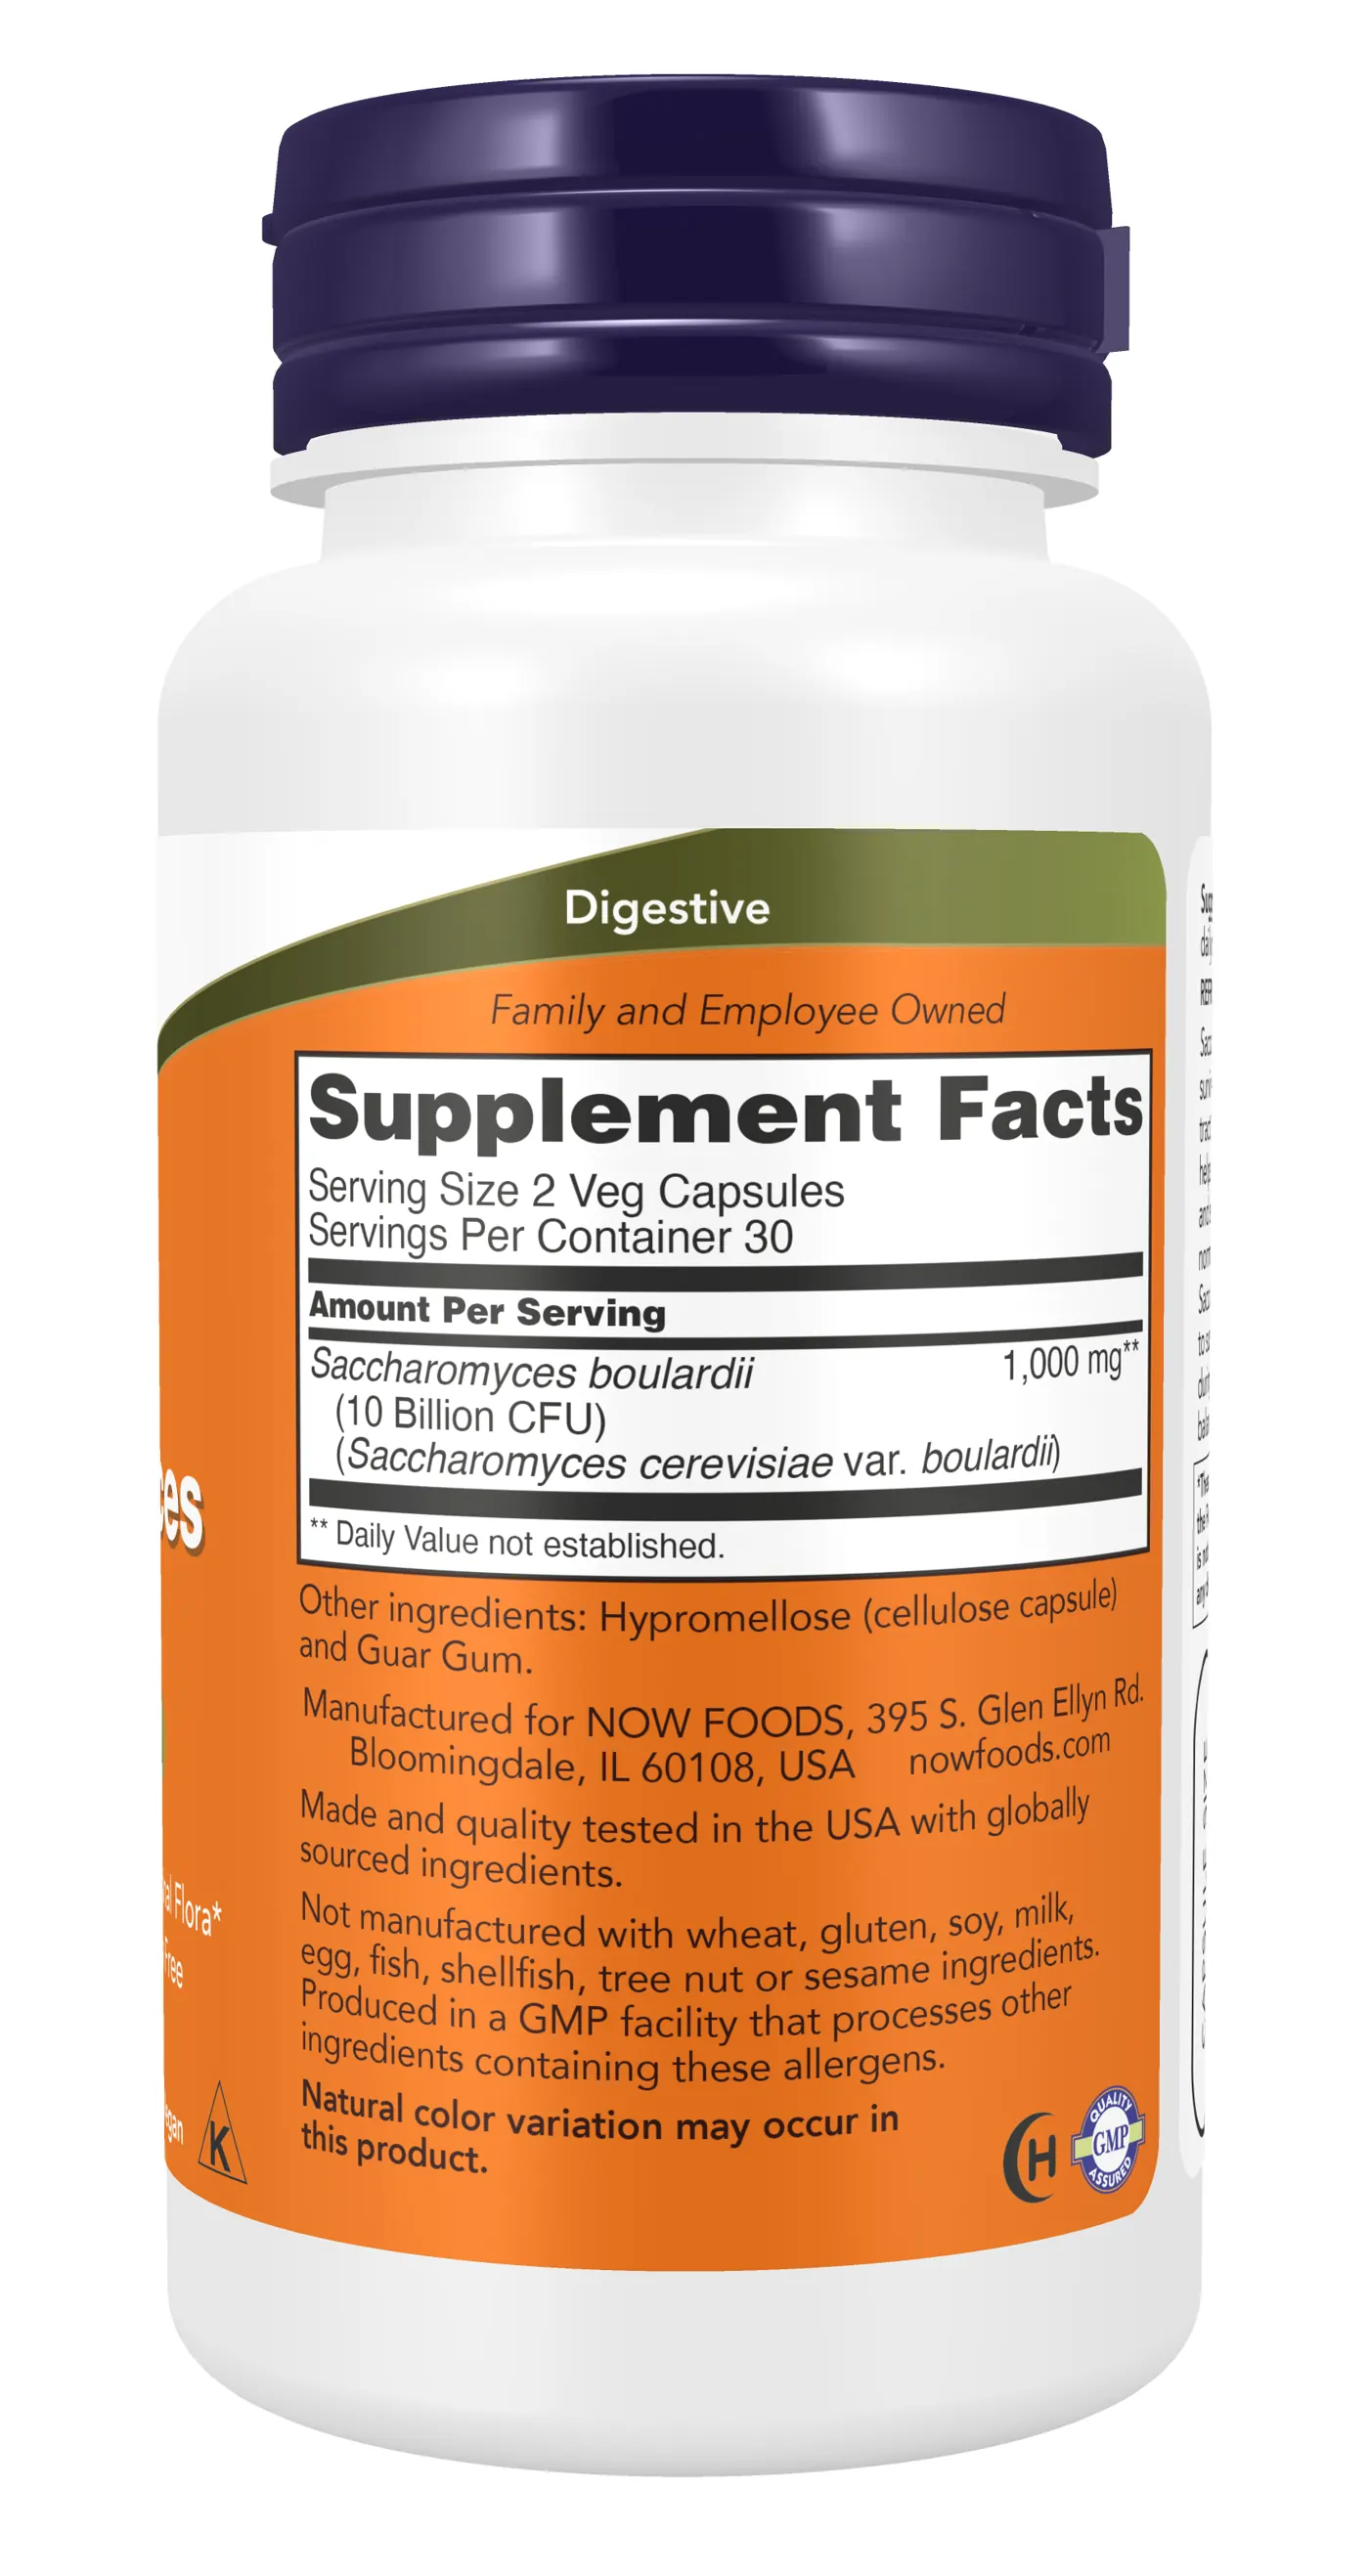 Digestive
Family and Employee Owned
Supplement Facts
Serving Size 2 Veg Capsules
Servings Per Container 30
Amount Per Serving
Saccharomyces boulardii 1,000 mg**
(10 Billion CFU)
(Saccharomyces cerevisiae var. boulardii)
** Daily Value not established.
Other ingredients: Hypromellose (cellulose capsule)
and Guar Gum.
Manufactured for NOW FOODS, 395 S. Glen Ellyn Rd.
Bloomingdale, IL 60108, USA nowfoods.com
Made and quality tested in the USA with globally
sourced ingredients.
Not manufactured with wheat, gluten, soy, milk,
egg, fish, shellfish, tree nut or sesame ingredients.
Produced in a GMP facility that processes other
ingredients containing these allergens.
Natural color variation may occur in
this product.
Flora*
Free
K
H
QUALITY
GMP
ASSURED